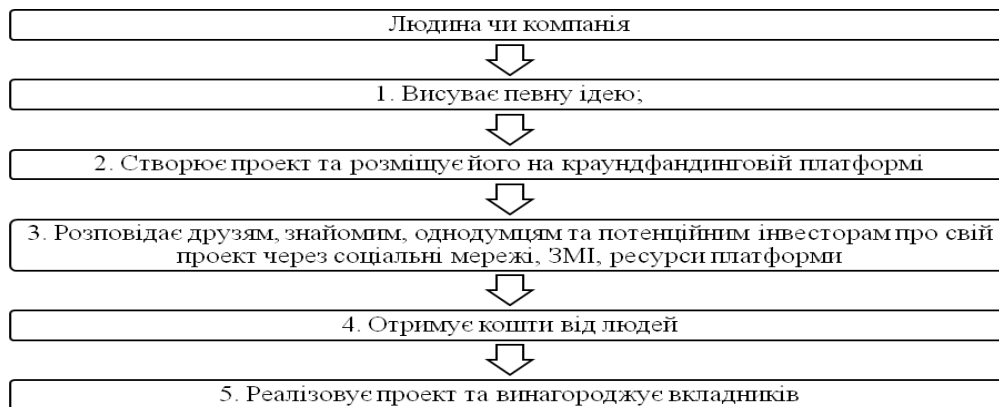 Людина чи компанія
1. Висуває певну ідею;
2. Створює проект та розміщує його на краундфандинговій платформі
3. Розповідає друзям, знайомим, однодумцям та потенційним інвесторам про свій
проект через соціальні мережі, ЗМІ, ресурси платформи
4. Отримує кошти від людей
5. Реалізовує проект та винагороджує вкладників